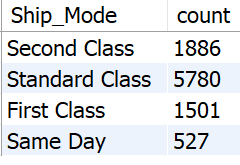 Ship_Mode count
Second Class 1886
Standard Class 5780
First Class 1501
Same Day 527